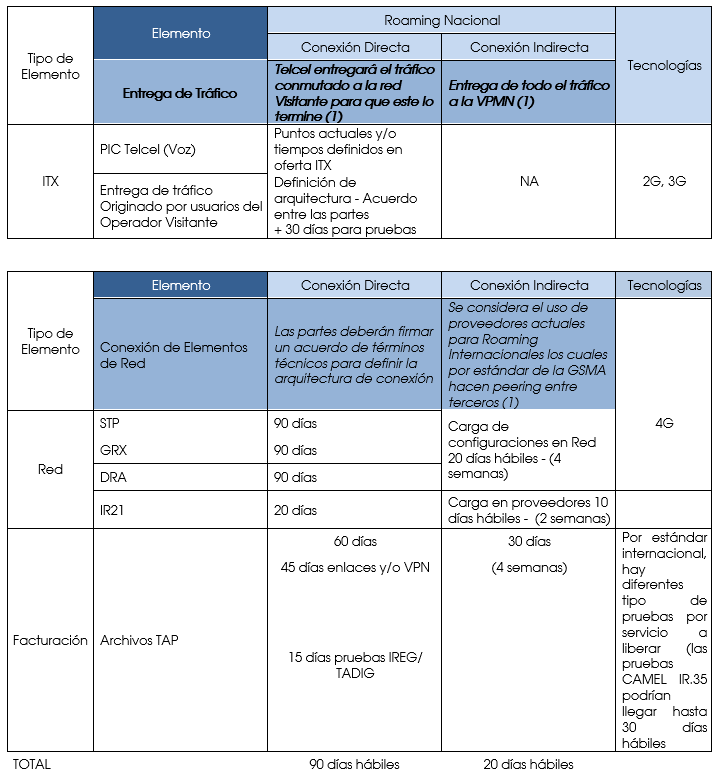 Tipo de
Elemento
Elemento
Roaming Nacional
Tecnologías
Conexión Directa
Conexión Indirecta
Entrega de Tráfico
Telcel entregará el tráfico
conmutado a la red
Visitante para que este lo
termine (1)
Entrega de todo el tráfico
a la VPMN (1)
ITX
PIC Telcel (Voz)
Puntos actuales y/o
tiempos definidos en
oferta ITX
NA
2G, 3G
Entrega de tráfico
Originado por usuarios del
Operador Visitante
Definición de
arquitectura - Acuerdo
entre las partes
+ 30 días para pruebas
Tipo de
Elemento
Elemento
Conexión Directa
Conexión Indirecta
Tecnologías
Conexión de Elementos
de Red
Las partes deberán firmar
un acuerdo de términos
técnicos para definir la
arquitectura de conexión
Se considera el uso de
proveedores actuales
para Roaming
Internacionales los cuales
por estándar de la GSMA
hacen peering entre
terceros (1)
4G
Red
STP
90 días
Carga de
configuraciones en Red
20 días hábiles - (4
semanas)
GRX
90 días
DRA
90 días
IR21
20 días
Carga en proveedores 10
días hábiles - (2 semanas)
Facturación
Archivos TAP
60 días
45 días enlaces y/o VPN
15 días pruebas IREG/
TADIG
30 días
(4 semanas)
Por estándar
internacional,
hay
diferentes
tipo de
pruebas por
servicio a
liberar (las
pruebas
CAMEL IR.35
podrían
llegar hasta
30 días
hábiles
TOTAL
90 días hábiles
20 días hábiles